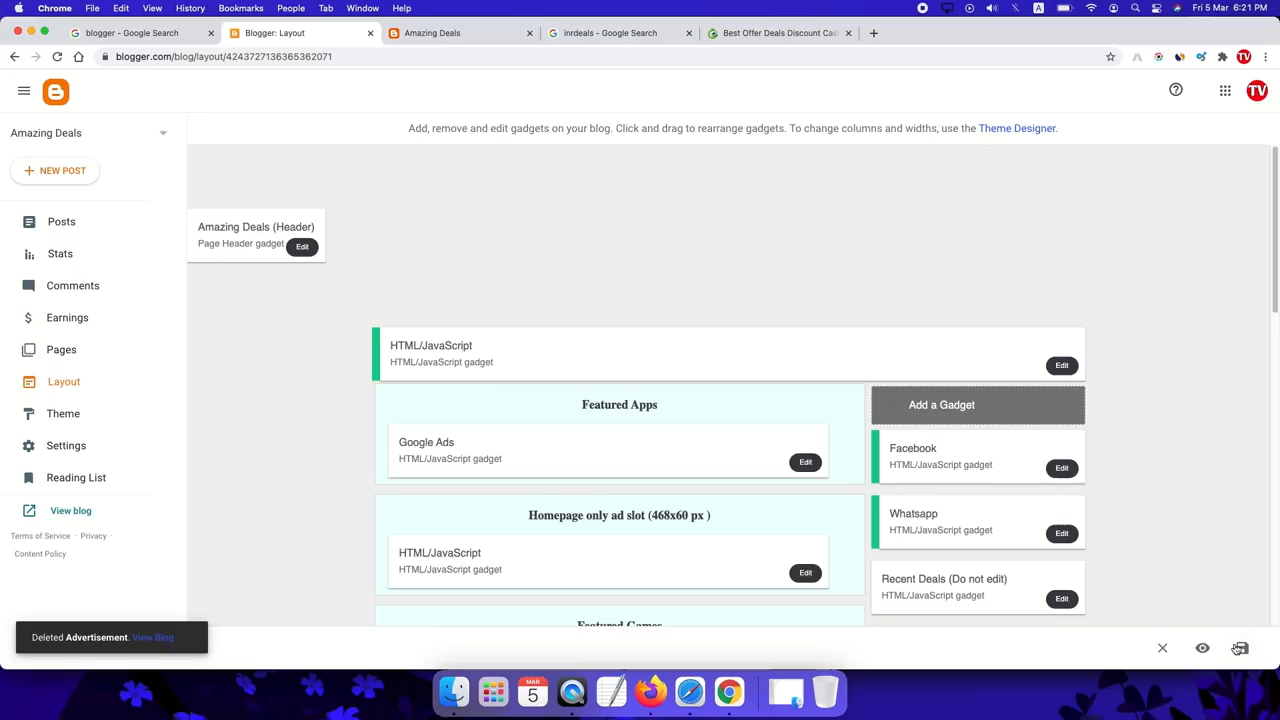 Chrome File Edit View History Bookmarks People Tab Window Help
A
Fri 5 Mar 6:21 PM
blogger - Google Search
Blogger: Layout
Amazing Deals
inrdeals - Google Search
Best Offer Deals Discount Cas
blogger.com/blog/layout/4243727136365362071
TV
TV
Amazing Deals
Add, remove and edit gadgets on your blog. Click and drag to rearrange gadgets. To change columns and widths, use the Theme Designer.
NEW POST
Posts
Stats
Comments
Earnings
Pages
Layout
Theme
Settings
Reading List
View blog
Terms of Service · Privacy ·
Content Policy
Amazing Deals (Header)
Page Header gadget
Edit
HTML/JavaScript
HTML/JavaScript gadget
Edit
Featured Apps
Google Ads
HTML/JavaScript gadget
Edit
Homepage only ad slot (468x60 px )
HTML/JavaScript
HTML/JavaScript gadget
Edit
Featured Games
Add a Gadget
Facebook
HTML/JavaScript gadget
Edit
Whatsapp
HTML/JavaScript gadget
Edit
Recent Deals (Do not edit)
HTML/JavaScript gadget
Edit
Deleted Advertisement. View Blog
MAR
5